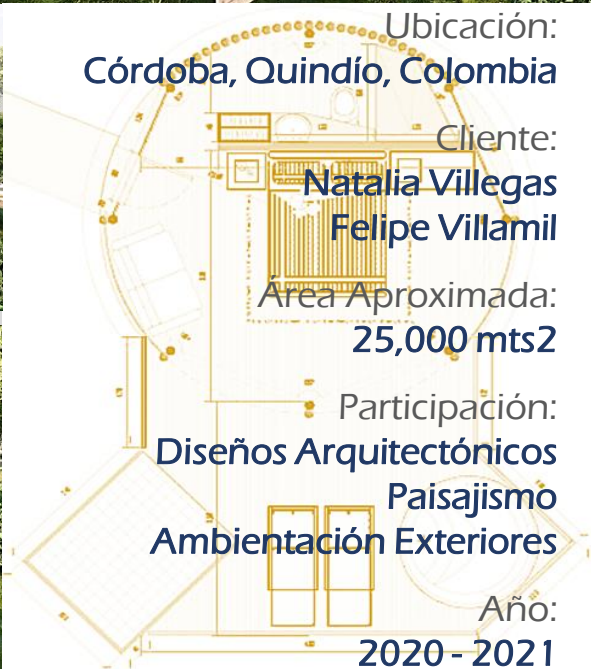 Ubicación:
Córdoba, Quindío, Colombia
Cliente:
Natalia Villegas
Felipe Villamil
Área Aproximada:
25,000 mts2
Participación:
Diseños Arquitectónicos
Paisajismo
Ambientación Exteriores
Año:
2020 - 2021